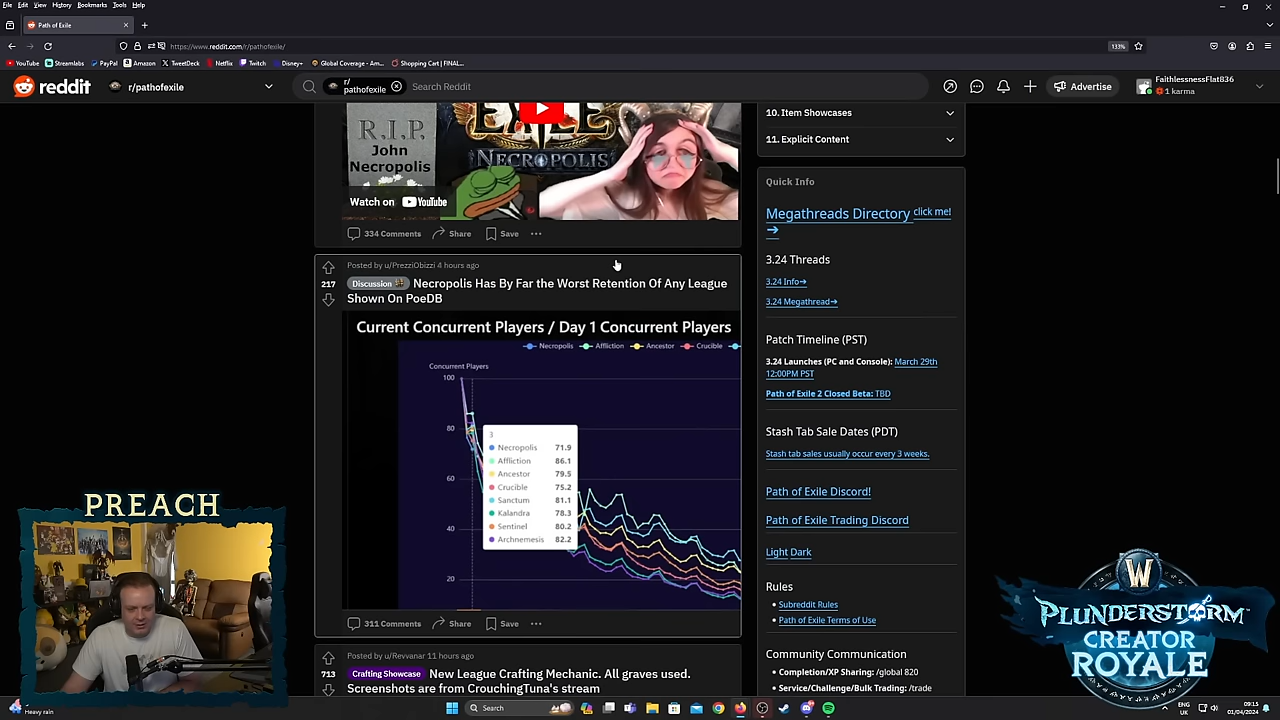 File Edit View History Bookmarks Tools Help
Path of Exile
https://www.reddit.com/r/pathofexile/
133%
YouTube Streamlabs PayPal Amazon TweetDeck Netflix Twitch Disney+ Global Coverage - Am... Shopping Cart | FINAL...
reddit
r/pathofexile
r/
pathofexile
Search Reddit
Advertise
FaithlessnessFlat836
1 karma
R.I.P.
John
Necropolis
EXILE
NECROPOLIS
Watch on YouTube
334 Comments Share Save
Posted by u/PrezziObizzi 4 hours ago
217
Discussion Necropolis Has By Far the Worst Retention Of Any League
Shown On PoeDB
Current Concurrent Players / Day 1 Concurrent Players
Necropolis Affliction Ancestor Crucible
Concurrent Players
100
80
60
40
20
3
Necropolis 71.9
Affliction 86.1
Ancestor 79.5
Crucible 75.2
Sanctum 81.1
Kalandra 78.3
Sentinel 80.2
Archnemesis 82.2
311 Comments Share Save
Posted by u/Revvanar 11 hours ago
713
Crafting Showcase New League Crafting Mechanic. All graves used.
Screenshots are from CrouchingTuna's stream
10. Item Showcases
11. Explicit Content
Quick Info
Megathreads Directory click me!
→
3.24 Threads
3.24 Info→
3.24 Megathread→
Patch Timeline (PST)
3.24 Launches (PC and Console): March 29th
12:00PM PST
Path of Exile 2 Closed Beta: TBD
Stash Tab Sale Dates (PDT)
Stash tab sales usually occur every 3 weeks.
Path of Exile Discord!
Path of Exile Trading Discord
Light Dark
Rules
• Subreddit Rules
• Path of Exile Terms of Use
Community Communication
• Completion/XP Sharing: /global 820
• Service/Challenge/Bulk Trading: /trade
PREACH
W
PLUNDERSTORM
CREATOR
ROYALE
Heavy rain
Search
ENG
UK
09:15
01/04/2024